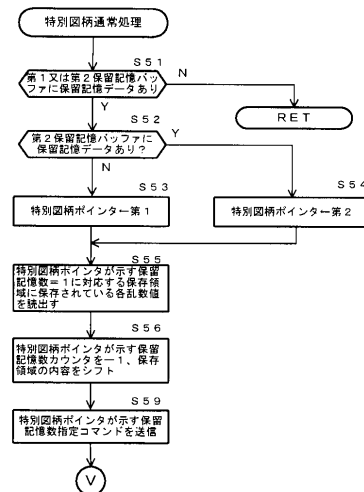 特別図柄通常処理
S51
第1又は第2保留記憶バッ
ファに保留記憶データあり
N
Y
RET
S52
第2保留記憶バッファに
保留記憶データあり?
Y
N
S53
S54
特別図柄ポインター第1
特別図柄ポインター第2
S55
特別図柄ポインタが示す保留
記憶数=1に対応する保存領
域に保存されている各乱数値
を読出す
S56
特別図柄ポインタが示す保留
記憶数カウンタを-1、保存
領域の内容をシフト
S59
特別図柄ポインタが示す保留
記憶数指定コマンドを送信
V